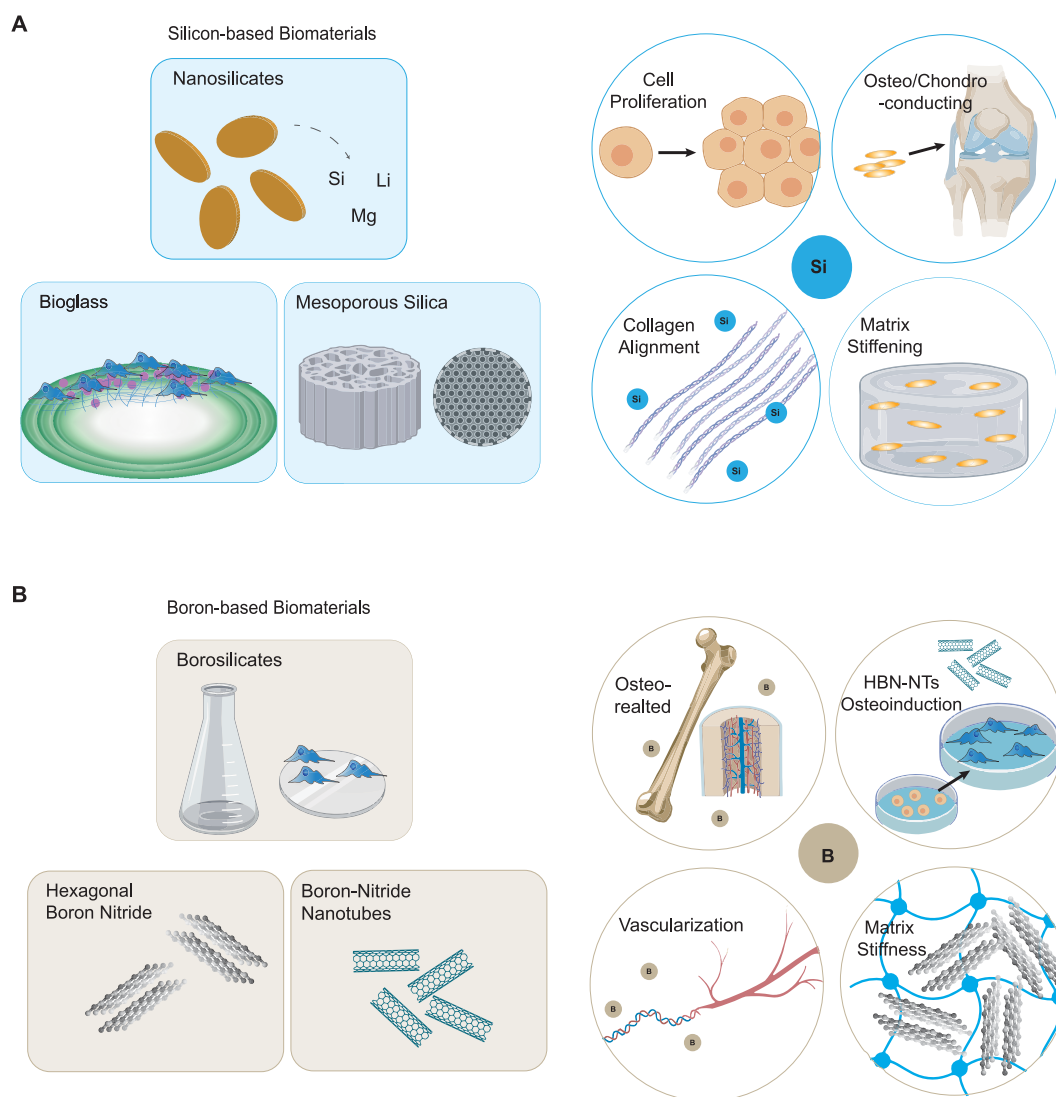 A
Silicon-based Biomaterials
Nanosilicates
Si
Li
Mg
Bioglass
Mesoporous Silica
Cell
Proliferation
Osteo/Chondro
-conducting
Si
Collagen
Alignment
Si
Si
Si
Si
Matrix
Stiffening
B
Boron-based Biomaterials
Borosilicates
Hexagonal
Boron Nitride
Boron-Nitride
Nanotubes
Osteo-
realted
B
B
B
HBN-NTs
Osteoinduction
B
Vascularization
B
B
B
Matrix
Stiffness